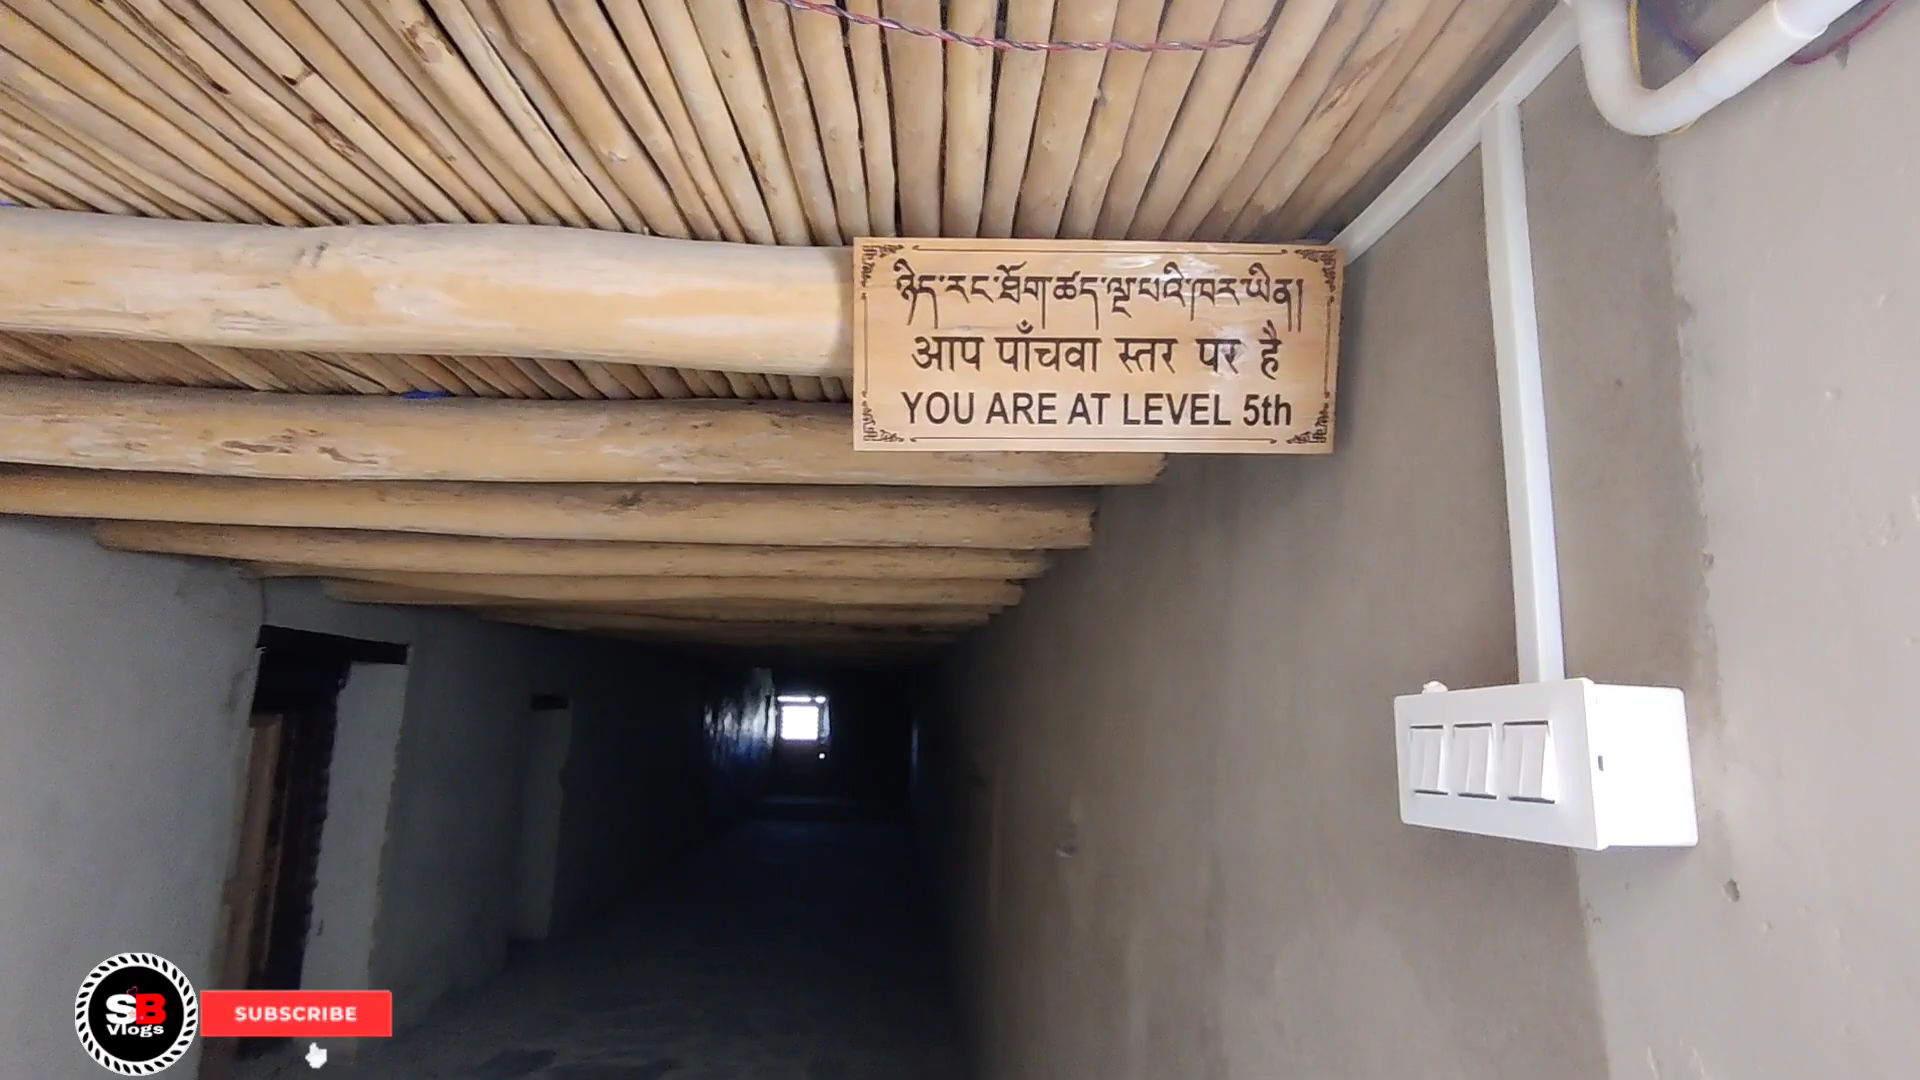 ཉིད་རང་ཐོག་ཚད་ལྔ་པའི་ཁར་ཡིན།
आप पाँचवा स्तर पर है
YOU ARE AT LEVEL 5th
SB
Vlogs
SUBSCRIBE